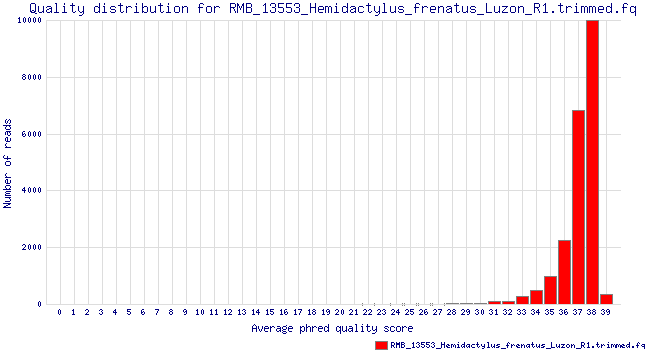 Quality distribution for RMB_13553_Hemidactylus_frenatus_Luzon_R1.trimmed.fq
10000
8000
6000
4000
2000
0
Number of reads
0 1 2 3 4 5 6 7 8 9 10 11 12 13 14 15 16 17 18 19 20 21 22 23 24 25 26 27 28 29 30 31 32 33 34 35 36 37 38 39
Average phred quality score
RMB_13553_Hemidactylus_frenatus_Luzon_R1.trimmed.fq